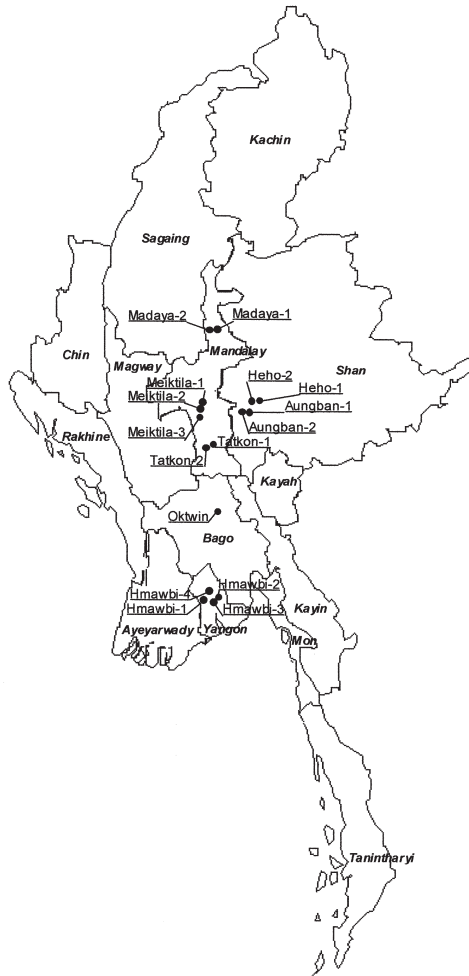 Kachin
Sagaing
Madaya-2 Madaya-1
Mandalay
Chin
Magway
Shan
Meiktila-1
Heho-2
Heho-1
Meiktila-2
Aungban-1
Rakhine
Meiktila-3
Aungban-2
Tatkon-1
Tatkon-2
Kayah
Oktwin
Bago
Hmawbi-2
Hmawbi-4
Hmawbi-1 Hmawbi-3
Kayin
Ayeyarwady Yangon
Mon
Tanintharyi